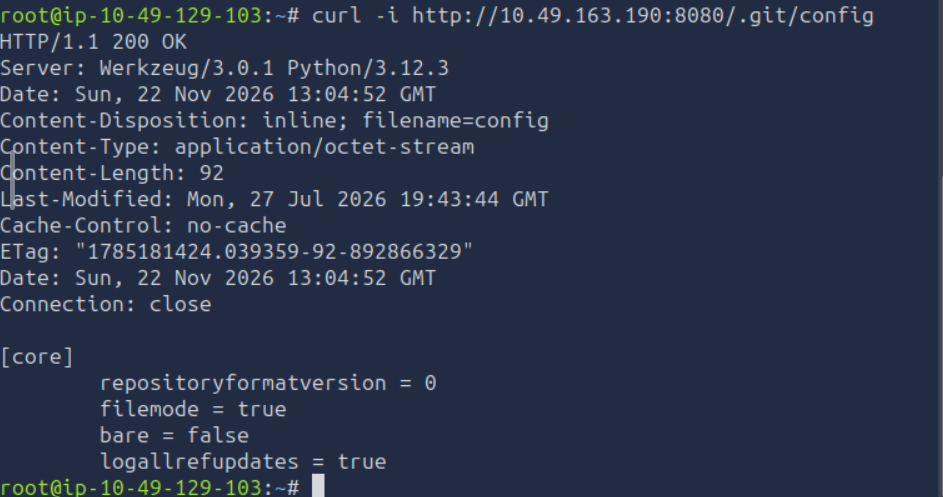 root@ip-10-49-129-103:~# curl -i http://10.49.163.190:8080/.git/config
HTTP/1.1 200 OK
Server: Werkzeug/3.0.1 Python/3.12.3
Date: Sun, 22 Nov 2026 13:04:52 GMT
Content-Disposition: inline; filename=config
Content-Type: application/octet-stream
Content-Length: 92
Last-Modified: Mon, 27 Jul 2026 19:43:44 GMT
Cache-Control: no-cache
ETag: "1785181424.039359-92-892866329"
Date: Sun, 22 Nov 2026 13:04:52 GMT
Connection: close

[core]
        repositoryformatversion = 0
        filemode = true
        bare = false
        logallrefupdates = true
root@ip-10-49-129-103:~#